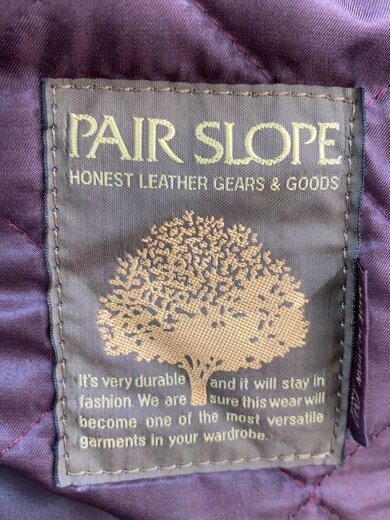 PAIR SLOPE
HONEST LEATHER GEARS & GOODS
It's very durable and it will stay in
fashion. We are sure this wear will
become one of the most versatile
garments in your wardrobe.